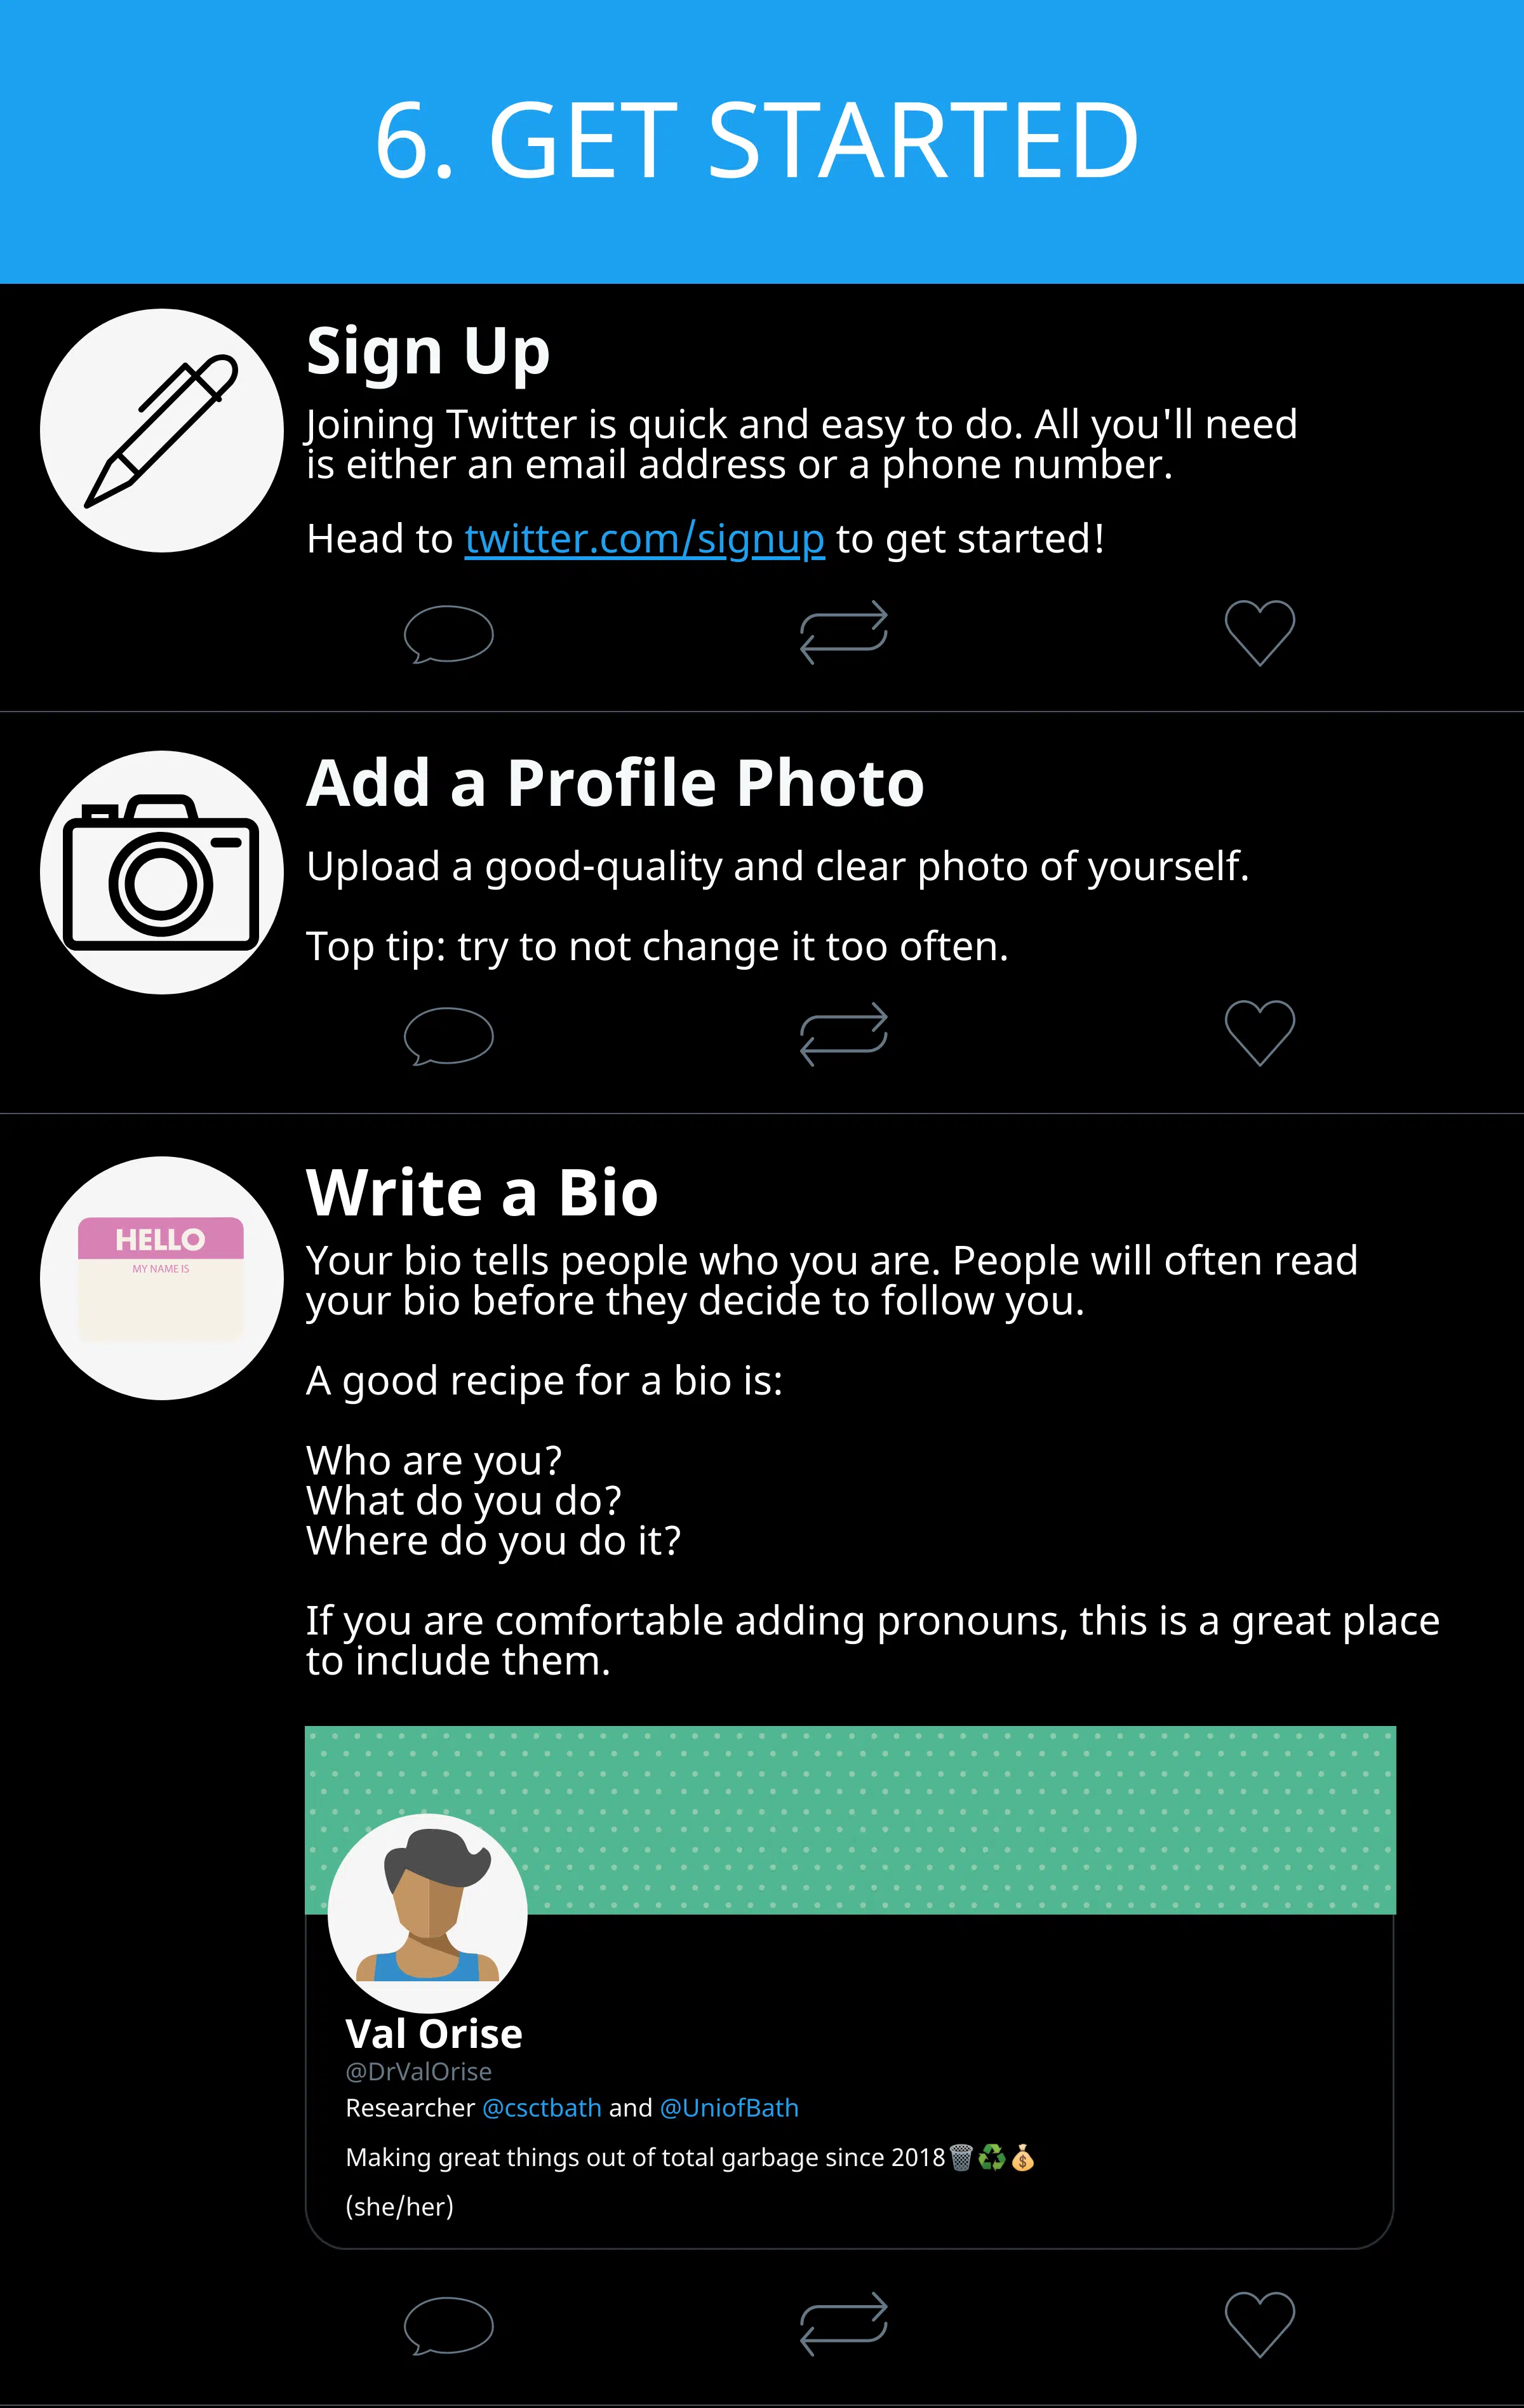 6. GET STARTED
Sign Up
Joining Twitter is quick and easy to do. All you'll need
is either an email address or a phone number.
Head to twitter.com/signup to get started!
Add a Profile Photo
Upload a good-quality and clear photo of yourself.
Top tip: try to not change it too often.
HELLO
MY NAME IS
Write a Bio
Your bio tells people who you are. People will often read
your bio before they decide to follow you.
A good recipe for a bio is:
Who are you?
What do you do?
Where do you do it?
If you are comfortable adding pronouns, this is a great place
to include them.
Val Orise
@DrValOrise
Researcher @csctbath and @UniofBath
Making great things out of total garbage since 2018🗑️♻️💰
(she/her)